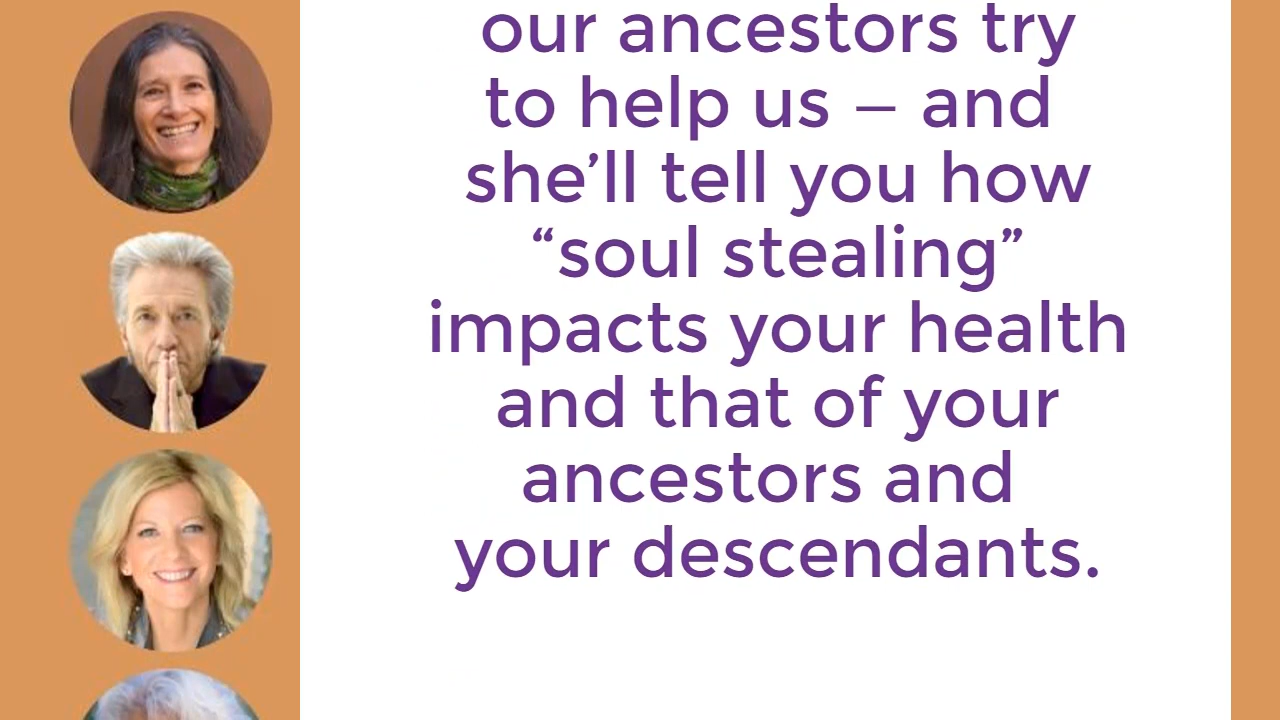 our ancestors try
to help us – and
she’ll tell you how
“soul stealing”
impacts your health
and that of your
ancestors and
your descendants.